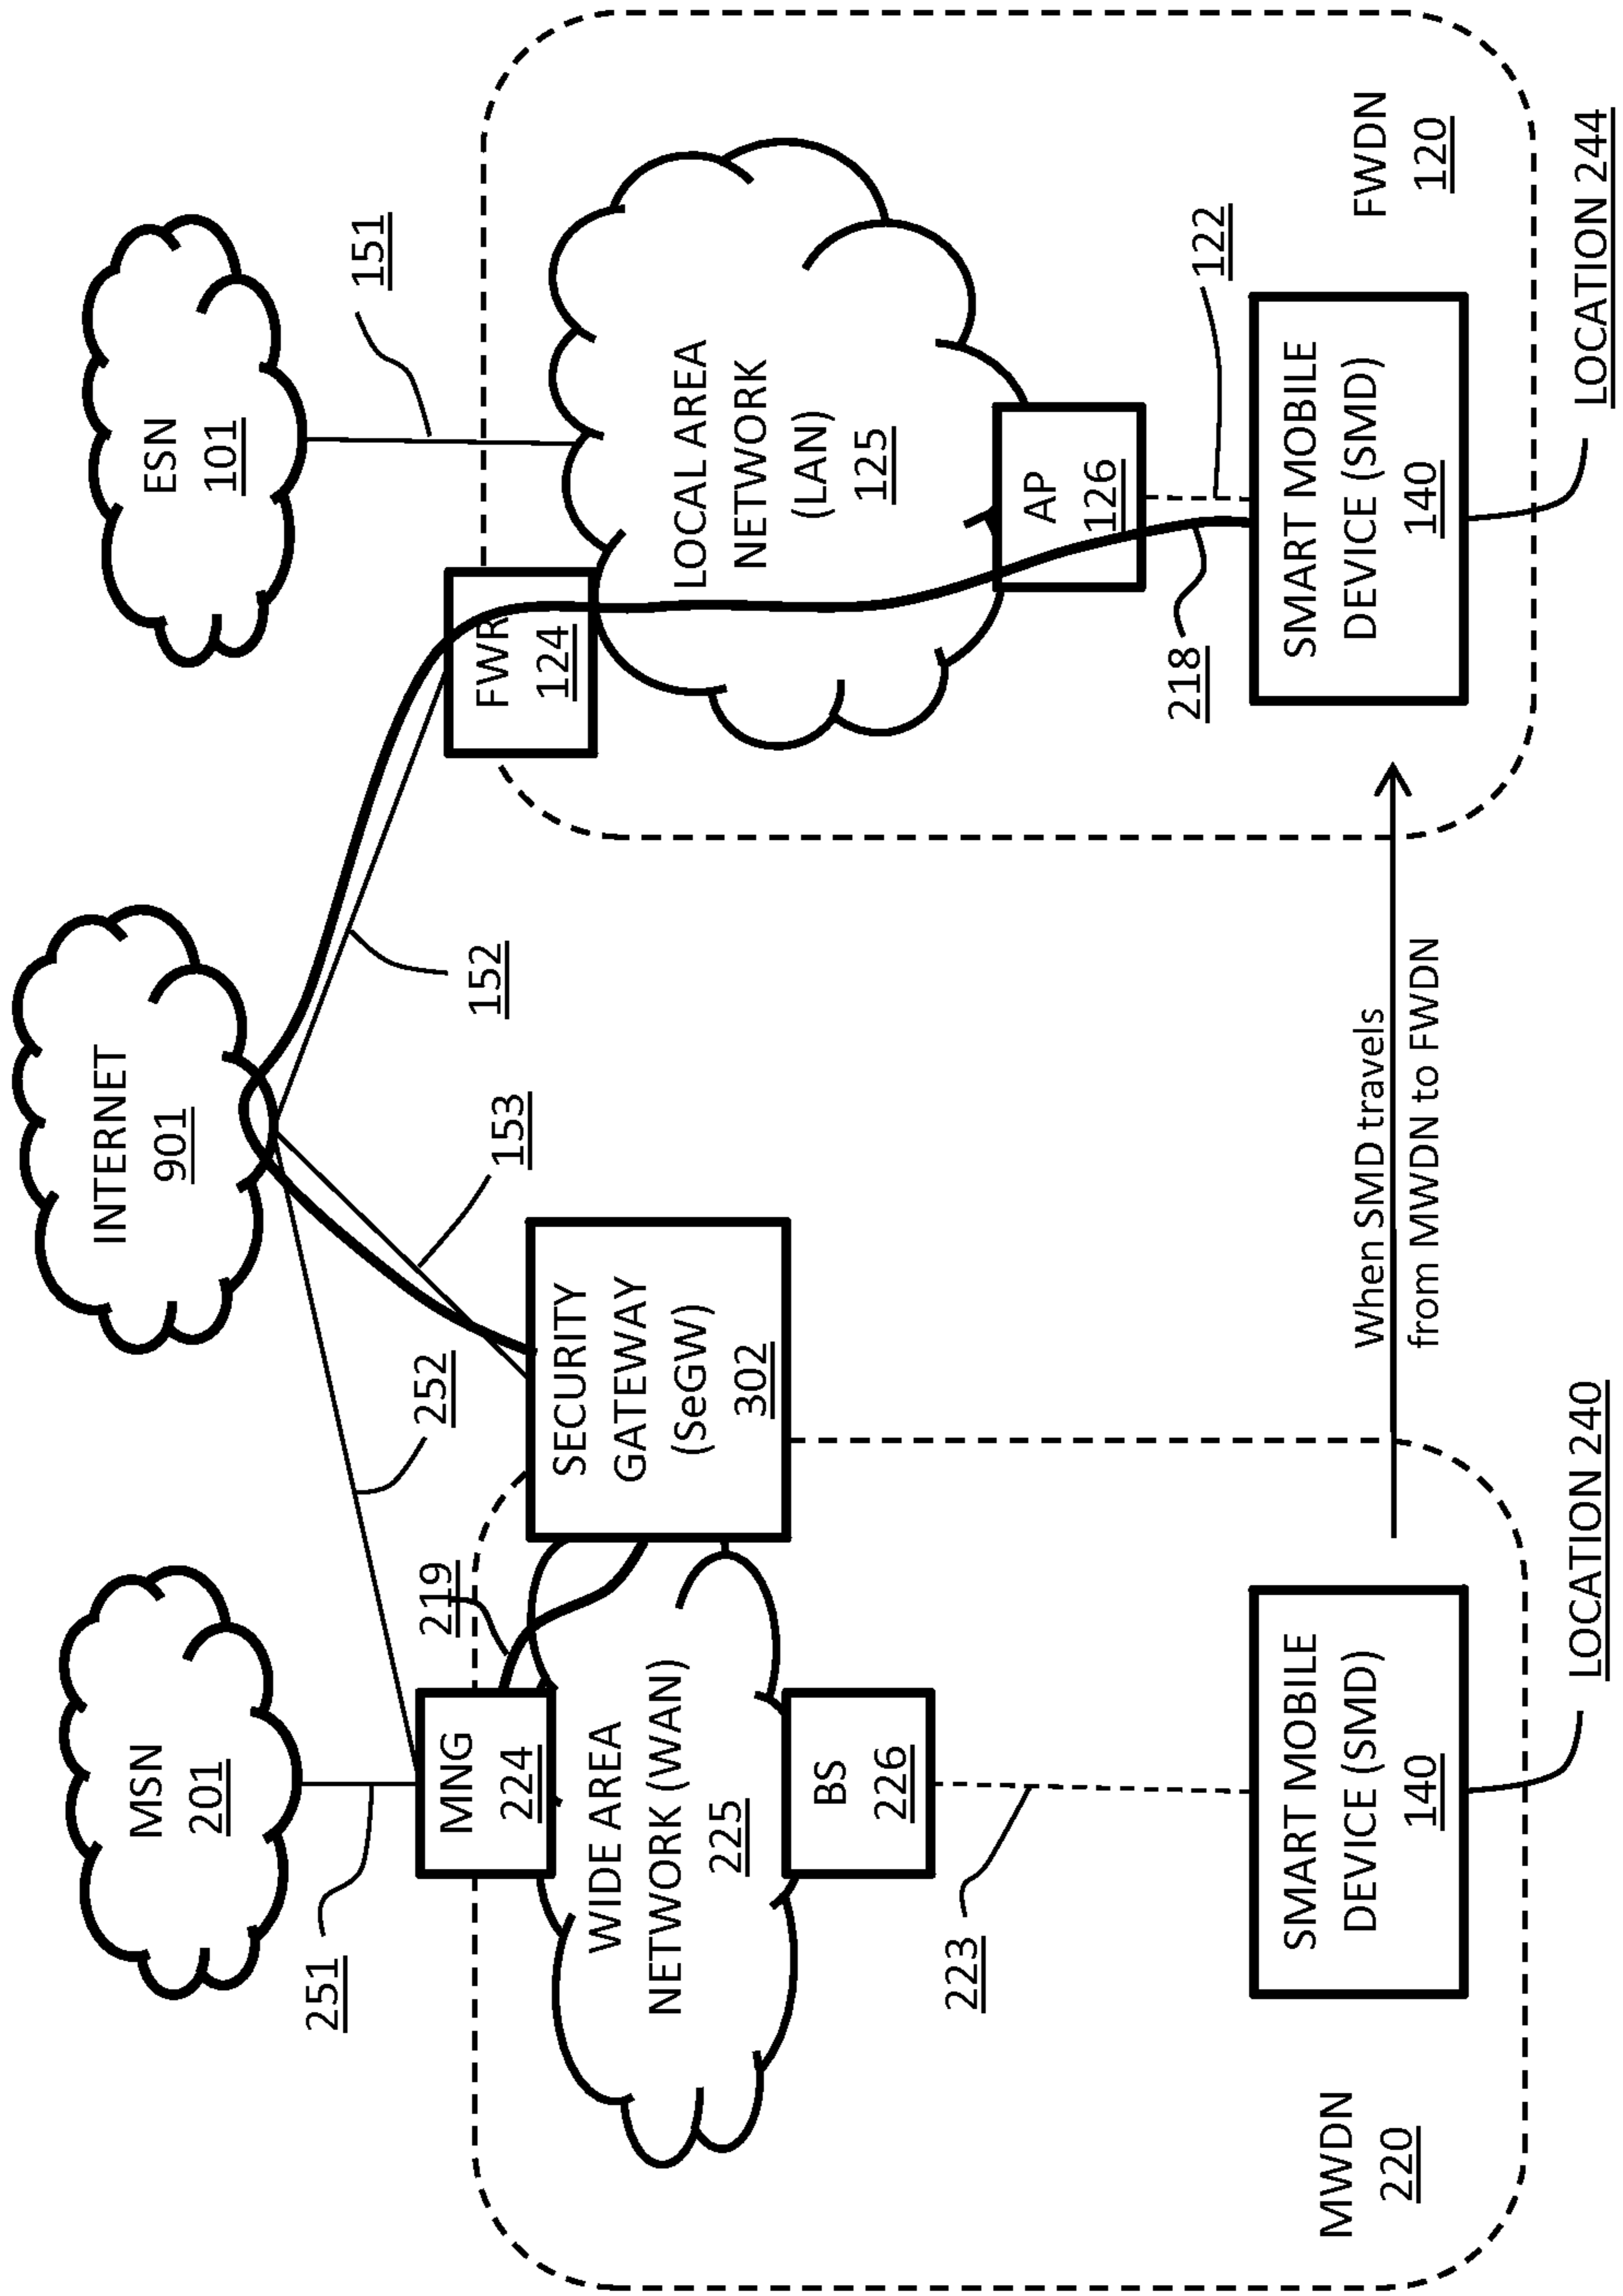 MSN
201
INTERNET
901
ESN
101
251
252
153
152
151
219
MNG
224
SECURITY
GATEWAY
(SeGW)
302
FWR
124
WIDE AREA
NETWORK (WAN)
225
LOCAL AREA
NETWORK
(LAN)
125
BS
226
AP
126
223
218
122
SMART MOBILE
DEVICE (SMD)
140
SMART MOBILE
DEVICE (SMD)
140
MWDN
220
When SMD travels
from MWDN to FWDN
FWDN
120
LOCATION 240
LOCATION 244